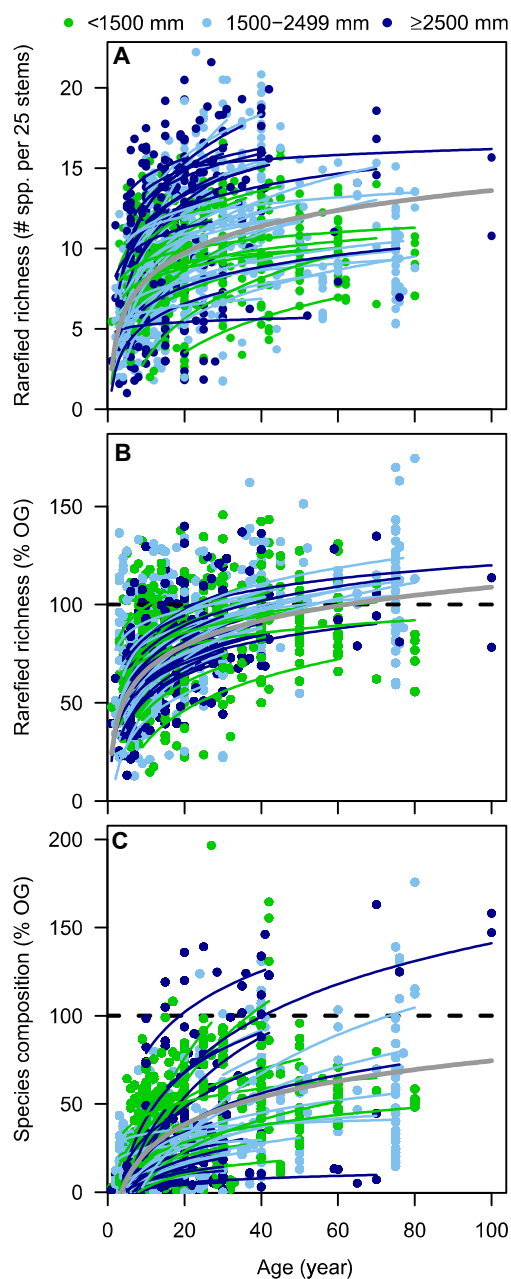 <1500 mm 1500−2499 mm ≥2500 mm
A
Rarefied richness (# spp. per 25 stems)
20
15
10
5
0
B
Rarefied richness (% OG)
150
100
50
0
C
Species composition (% OG)
200
150
100
50
0
0 20 40 60 80 100
Age (year)